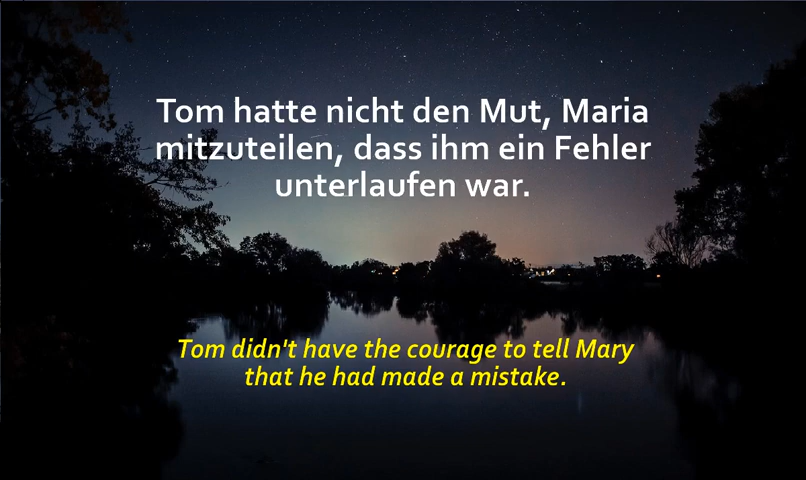 Tom hatte nicht den Mut, Maria
mitzuteilen, dass ihm ein Fehler
unterlaufen war.
Tom didn't have the courage to tell Mary
that he had made a mistake.